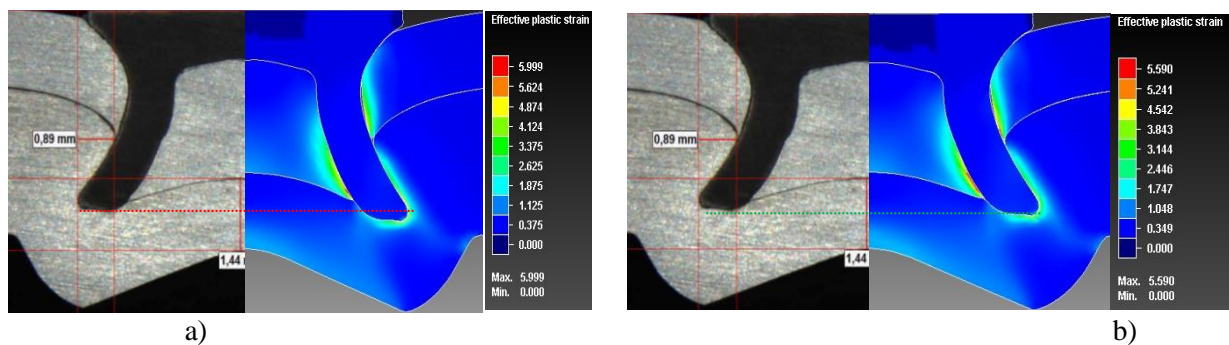 0,89 mm
1,44 m
Effective plastic strain
5.999
5.624
4.874
4.124
3.375
2.625
1.875
1.125
0.375
0.000
Max. 5.999
Min. 0.000
a)
0,89 mm
1,44
Effective plastic strain
5.590
5.241
4.542
3.843
3.144
2.446
1.747
1.048
0.349
0.000
Max. 5.590
Min. 0.000
b)